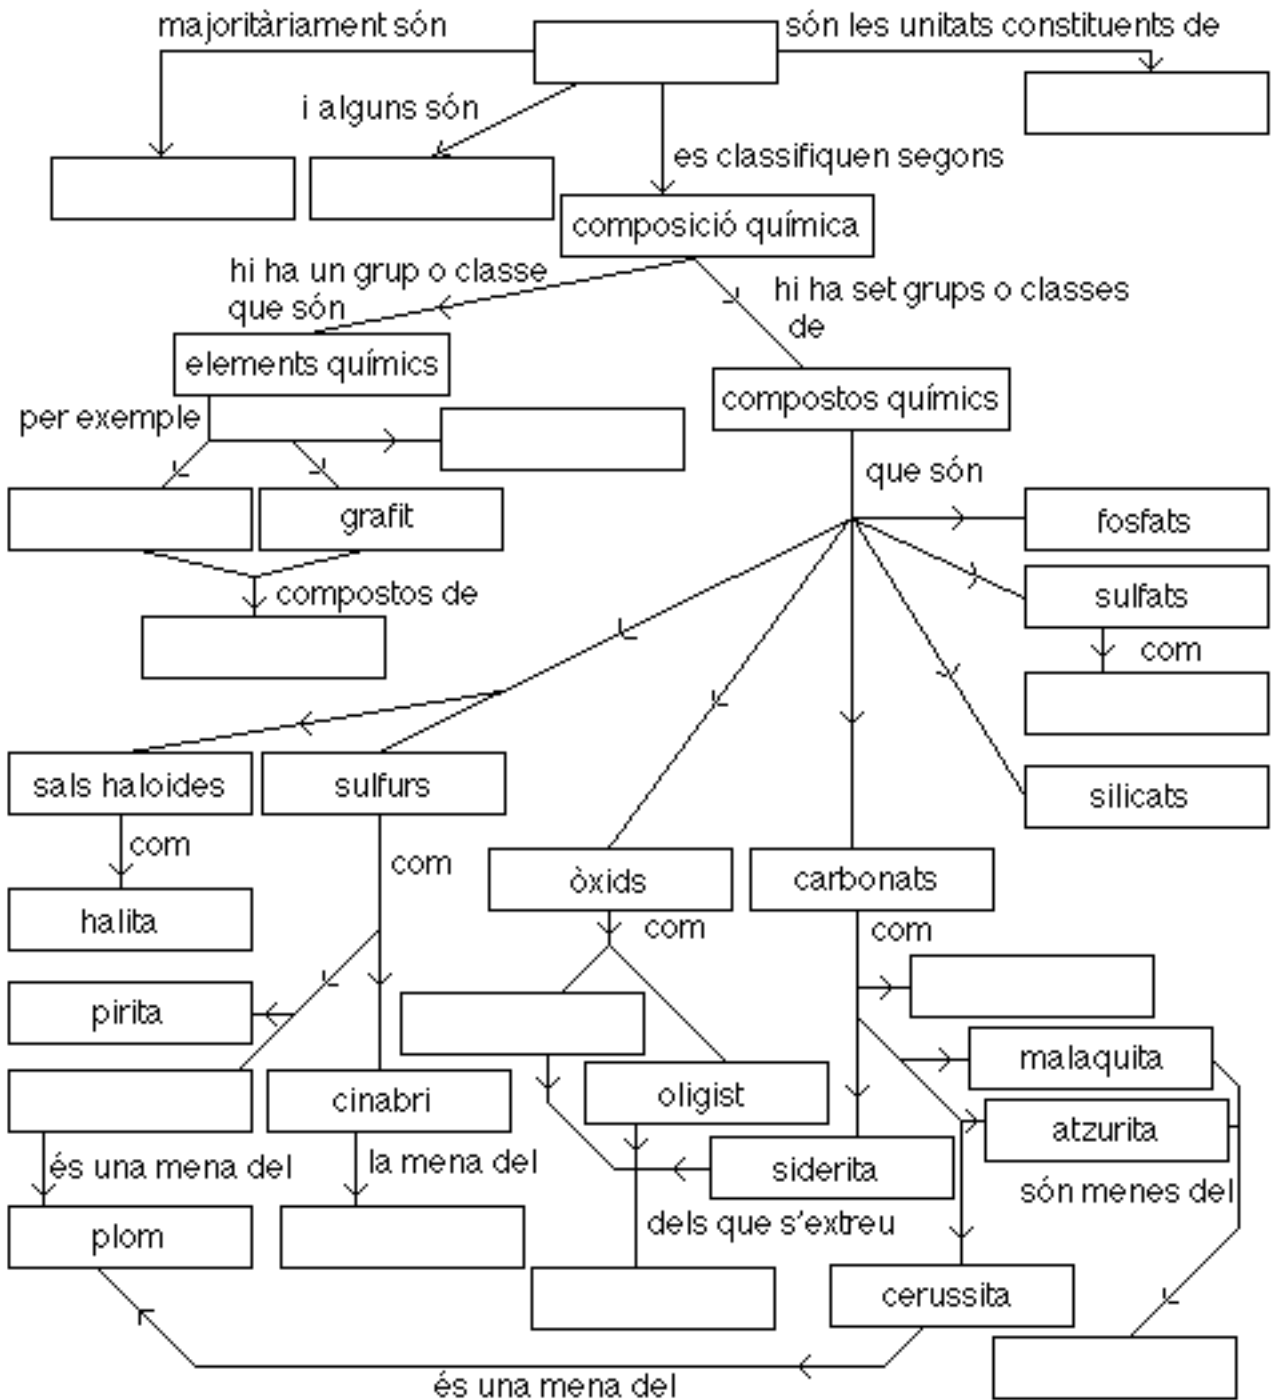 majoritàriament són
són les unitats constituents de
i alguns són
es classifiquen segons
composició química
hi ha un grup o classe
que són
hi ha set grups o classes
de
elements químics
compostos químics
per exemple
que són
grafit
fosfats
compostos de
sulfats
com
sals haloides
sulfurs
silicats
com
com
òxids
carbonats
halita
com
com
pirita
malaquita
cinabri
oligist
atzurita
és una mena del
la mena del
siderita
són menes del
plom
dels que s'extreu
cerussita
és una mena del